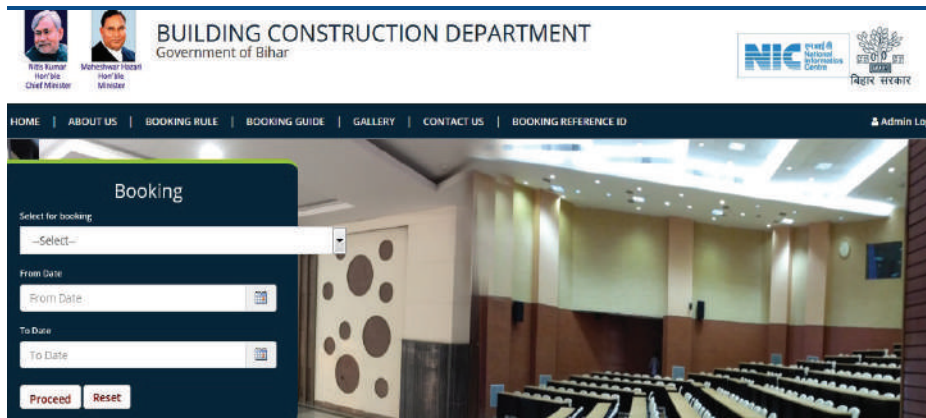 BUILDING CONSTRUCTION DEPARTMENT
Government of Bihar
Nitis Kumar
Hon'ble
Chief Minister
Maheshwar Hazari
Hon'ble
Minister
NIC
एन आई सी
National
Informatics
Centre
बिहार सरकार
HOME | ABOUT US | BOOKING RULE | BOOKING GUIDE | GALLERY | CONTACT US | BOOKING REFERENCE ID
Admin Lo
Booking
Select for booking
--Select--
From Date
From Date
To Date
To Date
Proceed Reset